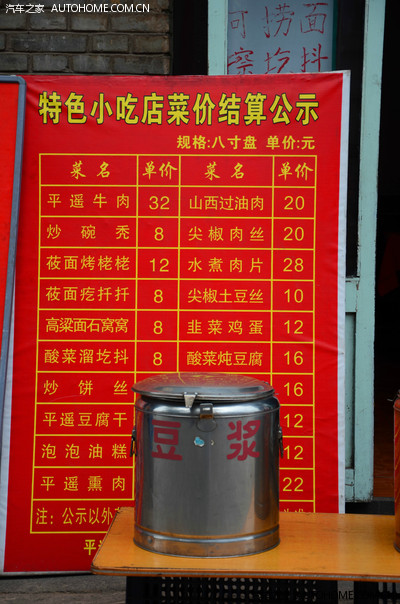 汽车之家 AUTOHOME.COM.CN
可捞面
窑圪抖
特色小吃店菜价结算公示
规格:八寸盘 单价:元
菜名 单价 菜名 单价
平遥牛肉 32 山西过油肉 20
炒碗秃 8 尖椒肉丝 20
莜面烤栳栳 12 水煮肉片 28
莜面疙扦扦 8 尖椒土豆丝 10
高粱面石窝窝 8 韭菜鸡蛋 12
酸菜溜圪抖 8 酸菜炖豆腐 16
炒饼丝 16
平遥豆腐干 12
泡泡油糕 12
平遥熏肉 22
注:公示以外
平
豆浆